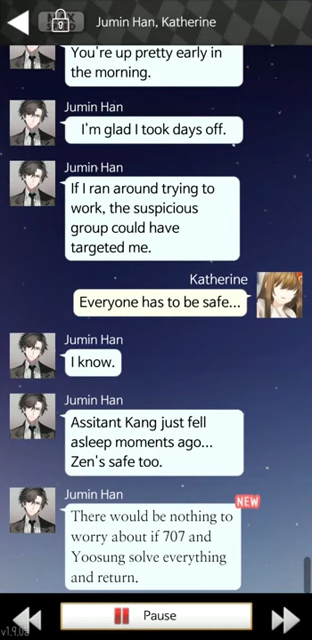 Jumin Han, Katherine
You're up pretty early in
the morning.
Jumin Han
I'm glad I took days off.
Jumin Han
If I ran around trying to
work, the suspicious
group could have
targeted me.
Katherine
Everyone has to be safe...
Jumin Han
I know.
Jumin Han
Assitant Kang just fell
asleep moments ago...
Zen's safe too.
Jumin Han
NEW
There would be nothing to
worry about if 707 and
Yoosung solve everything
and return.
Pause